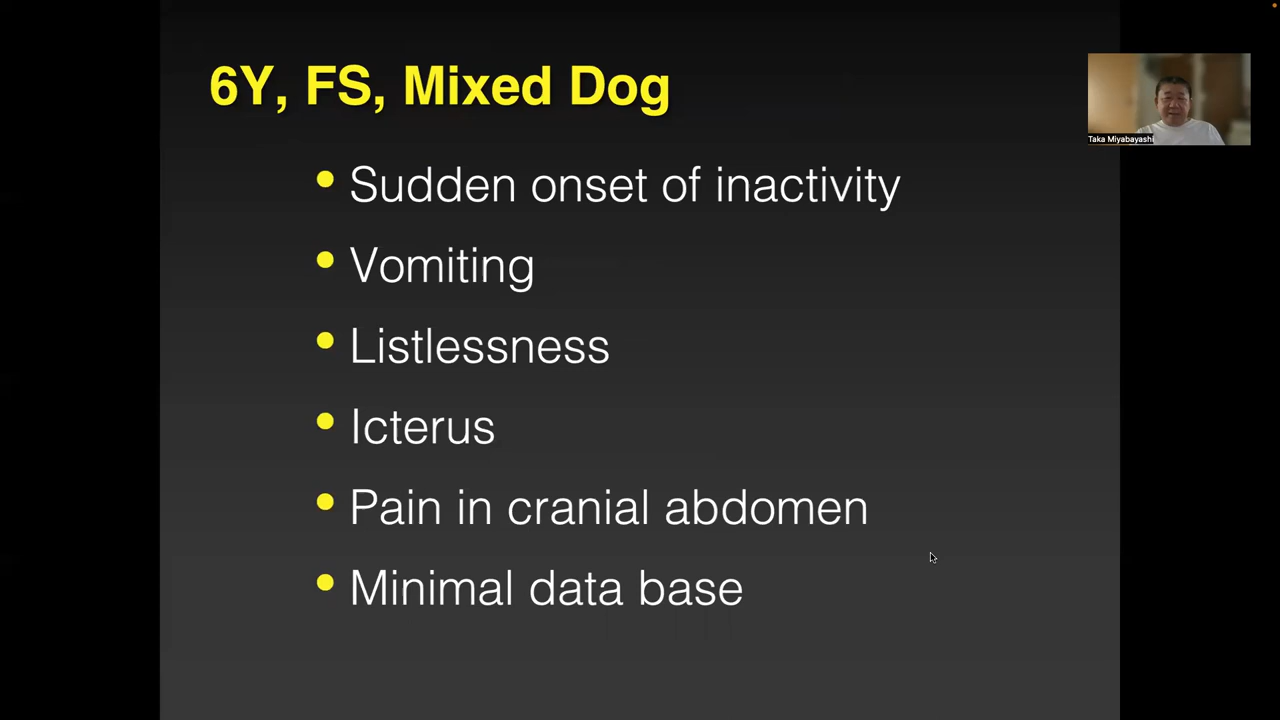 6Y, FS, Mixed Dog
Taka Miyabayashi
• Sudden onset of inactivity
• Vomiting
• Listlessness
• Icterus
• Pain in cranial abdomen
• Minimal data base